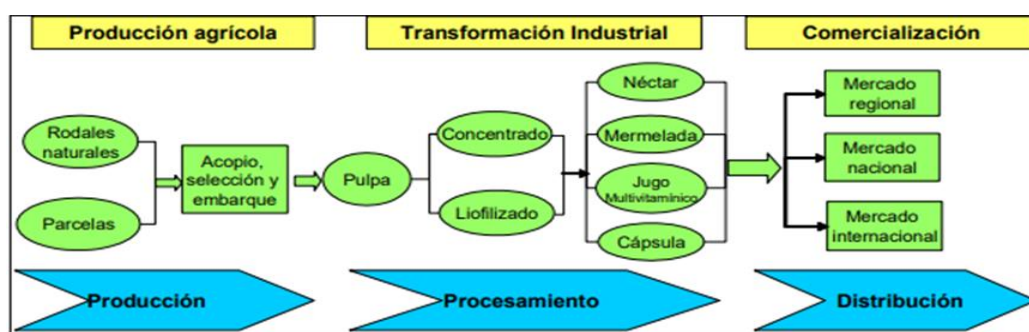 Producción agrícola
Transformación Industrial
Comercialización
Rodales
naturales
Parcelas
Acopio,
selección y
embarque
Pulpa
Concentrado
Liofilizado
Néctar
Mermelada
Jugo
Multivitamínico
Cápsula
Mercado
regional
Mercado
nacional
Mercado
internacional
Producción
Procesamiento
Distribución